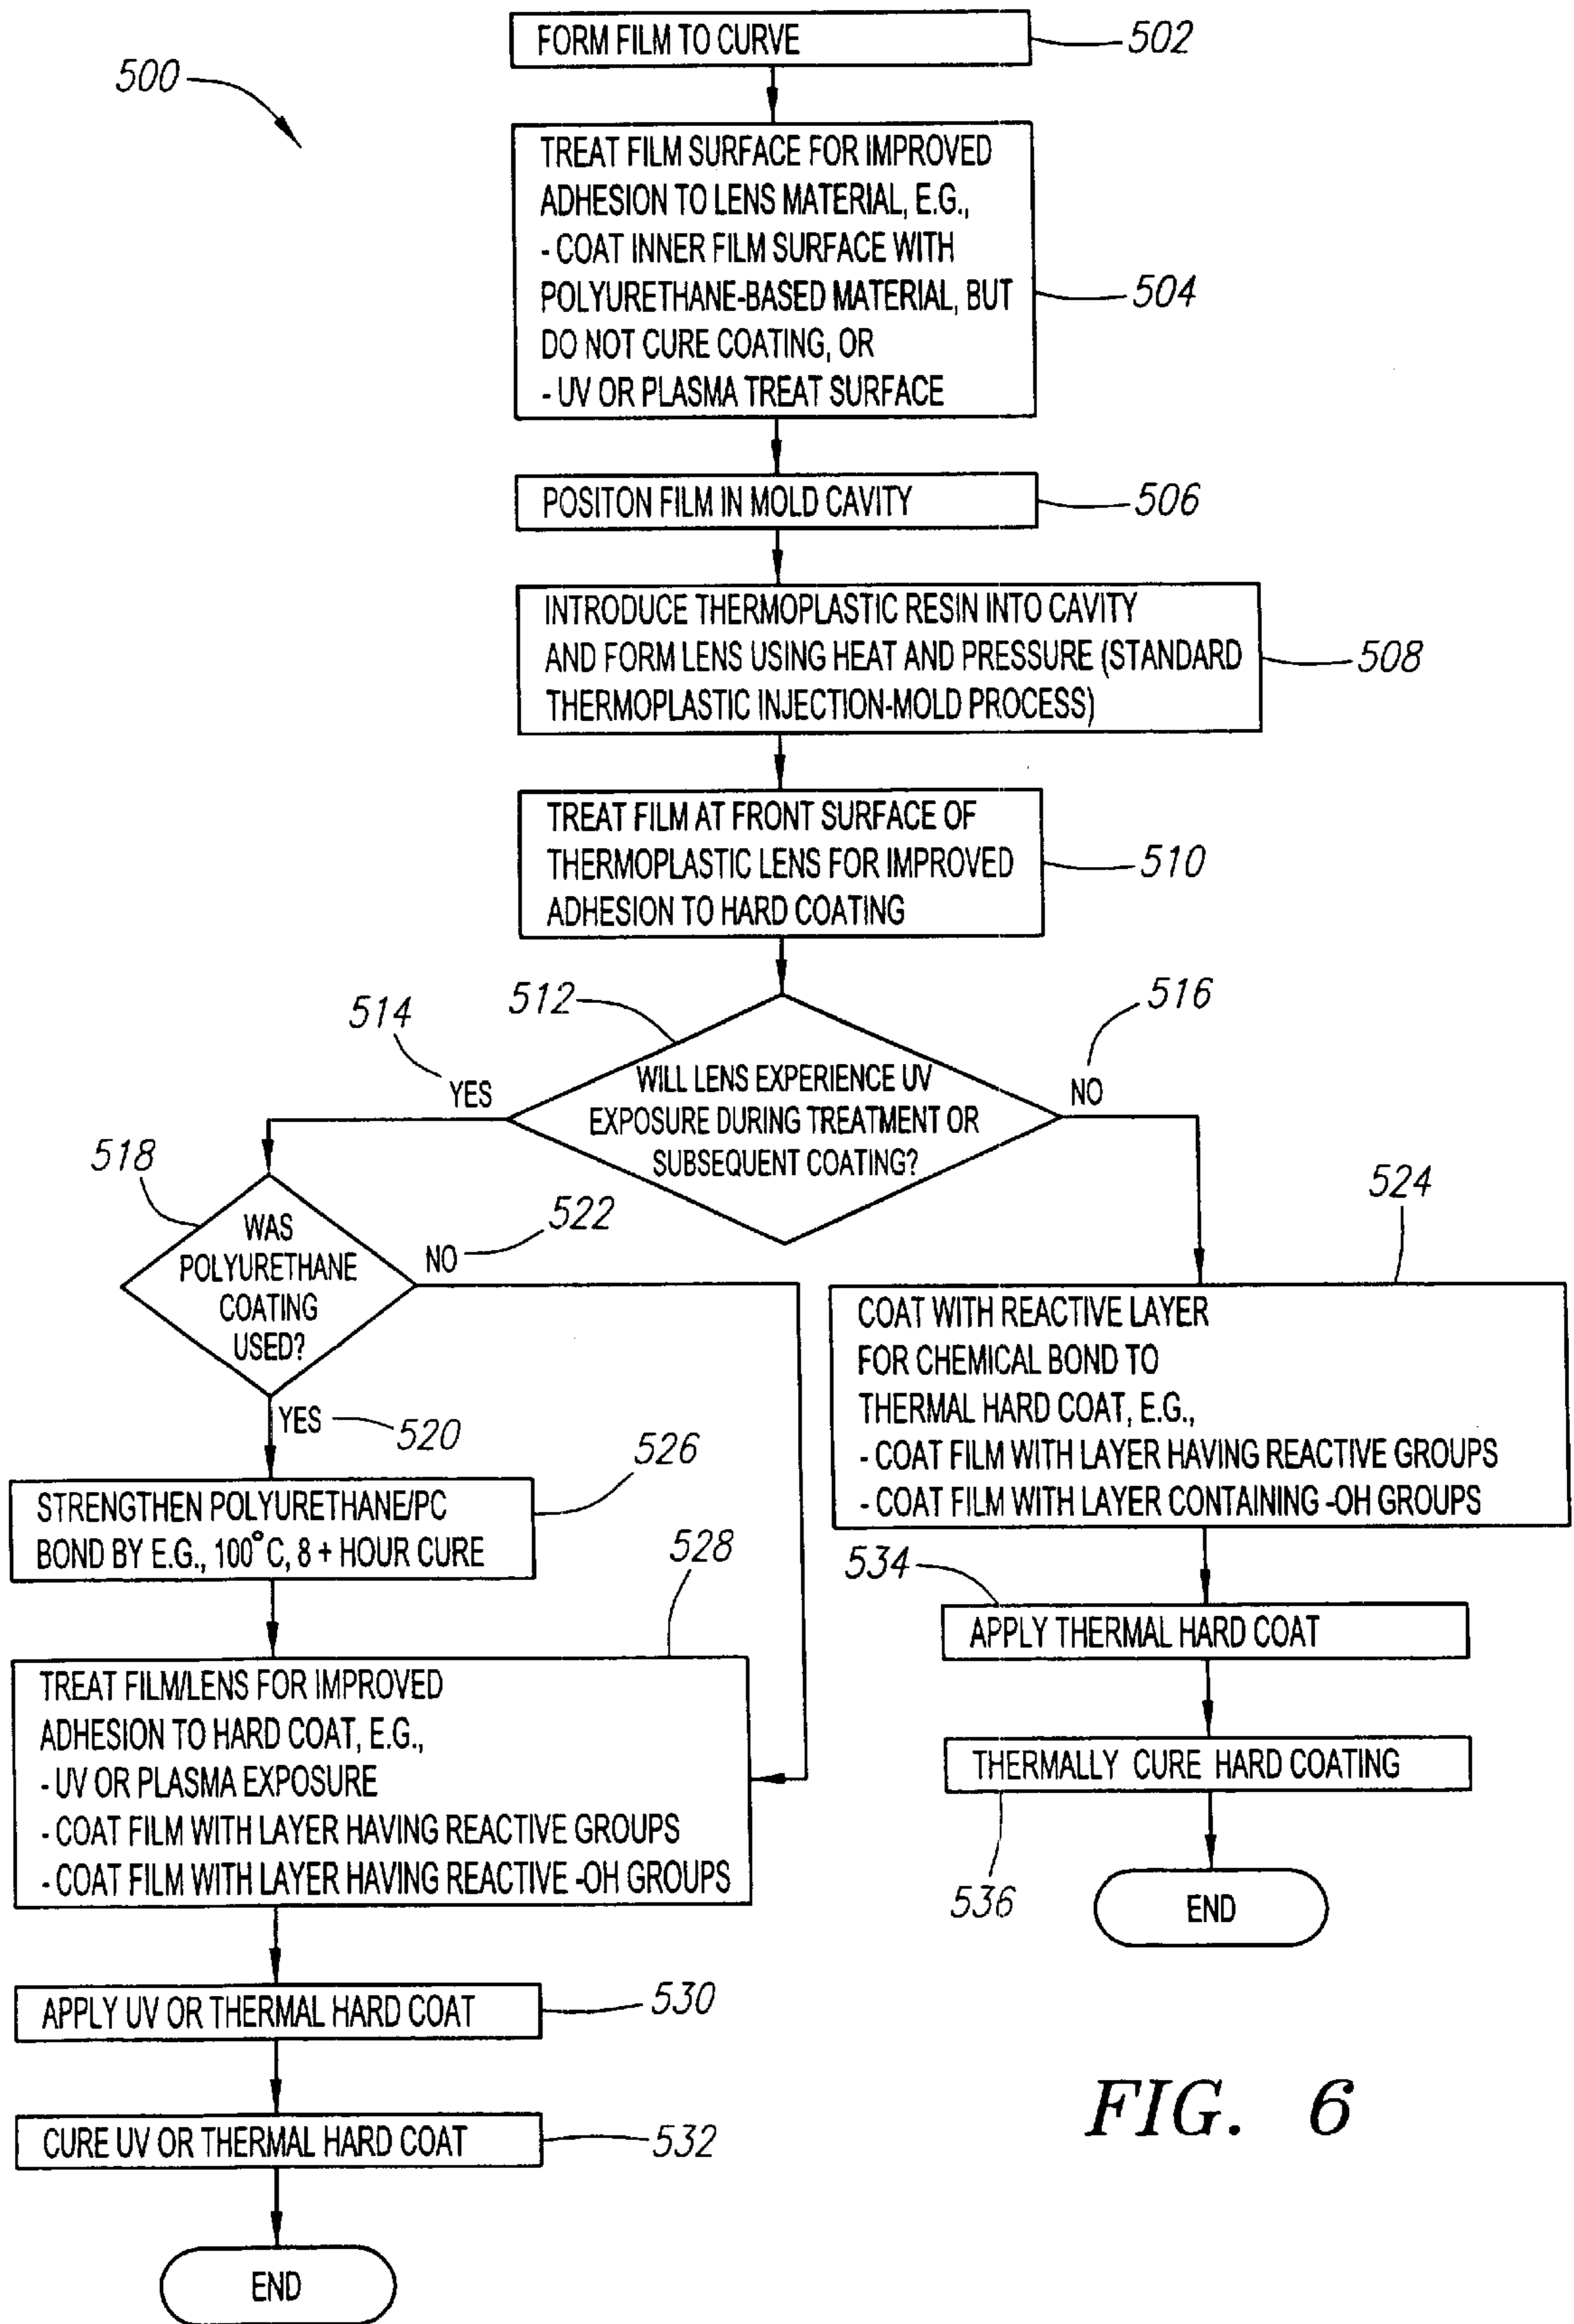 FORM FILM TO CURVE
502
500
TREAT FILM SURFACE FOR IMPROVED
ADHESION TO LENS MATERIAL, E.G.,
- COAT INNER FILM SURFACE WITH
POLYURETHANE-BASED MATERIAL, BUT
DO NOT CURE COATING, OR
- UV OR PLASMA TREAT SURFACE
504
POSITON FILM IN MOLD CAVITY
506
INTRODUCE THERMOPLASTIC RESIN INTO CAVITY
AND FORM LENS USING HEAT AND PRESSURE (STANDARD
THERMOPLASTIC INJECTION-MOLD PROCESS)
508
TREAT FILM AT FRONT SURFACE OF
THERMOPLASTIC LENS FOR IMPROVED
ADHESION TO HARD COATING
510
512
514
516
YES
WILL LENS EXPERIENCE UV
EXPOSURE DURING TREATMENT OR
SUBSEQUENT COATING?
NO
518
WAS
POLYURETHANE
COATING
USED?
NO
522
YES
520
524
COAT WITH REACTIVE LAYER
FOR CHEMICAL BOND TO
THERMAL HARD COAT, E.G.,
- COAT FILM WITH LAYER HAVING REACTIVE GROUPS
- COAT FILM WITH LAYER CONTAINING -OH GROUPS
526
STRENGTHEN POLYURETHANE/PC
BOND BY E.G., 100°C, 8 + HOUR CURE
528
TREAT FILM/LENS FOR IMPROVED
ADHESION TO HARD COAT, E.G.,
- UV OR PLASMA EXPOSURE
- COAT FILM WITH LAYER HAVING REACTIVE GROUPS
- COAT FILM WITH LAYER HAVING REACTIVE -OH GROUPS
534
APPLY THERMAL HARD COAT
THERMALLY CURE HARD COATING
536
END
APPLY UV OR THERMAL HARD COAT
530
CURE UV OR THERMAL HARD COAT
532
END
FIG. 6